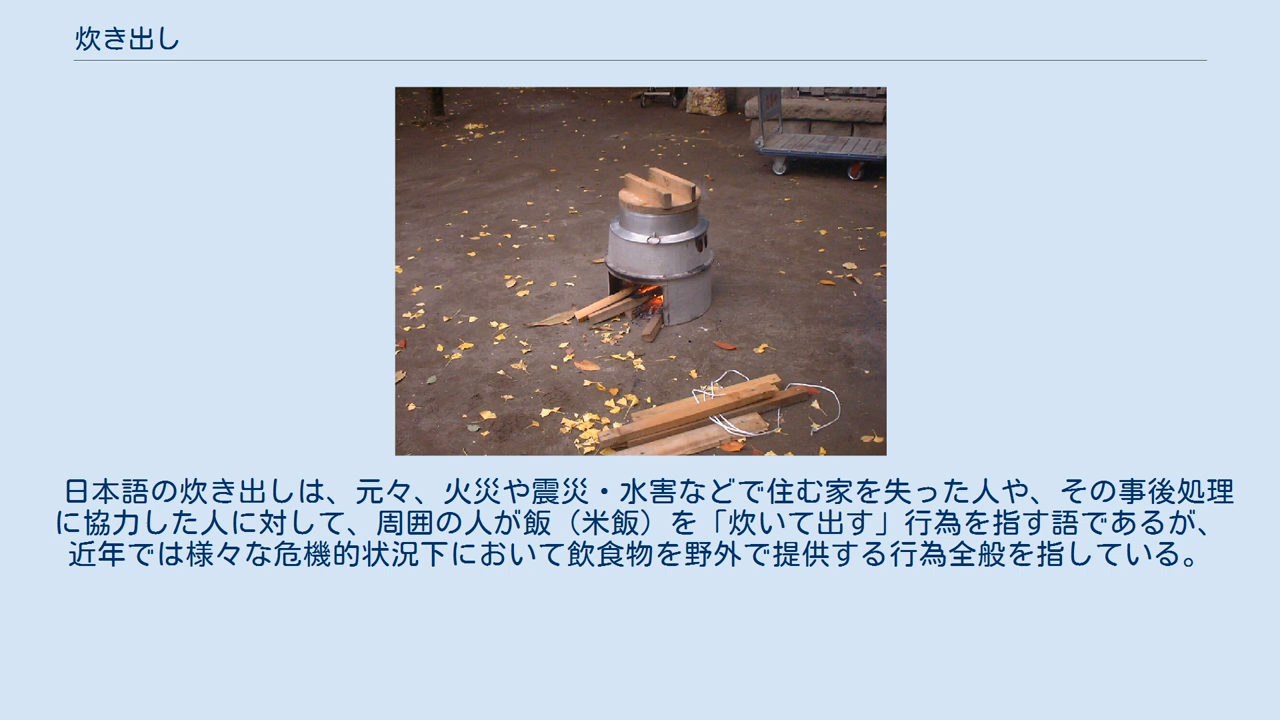 炊き出し
日本語の炊き出しは、元々、火災や震災・水害などで住む家を失った人や、その事後処理
に協力した人に対して、周囲の人が飯（米飯）を「炊いて出す」行為を指す語であるが、
近年では様々な危機的状況下において飲食物を野外で提供する行為全般を指している。